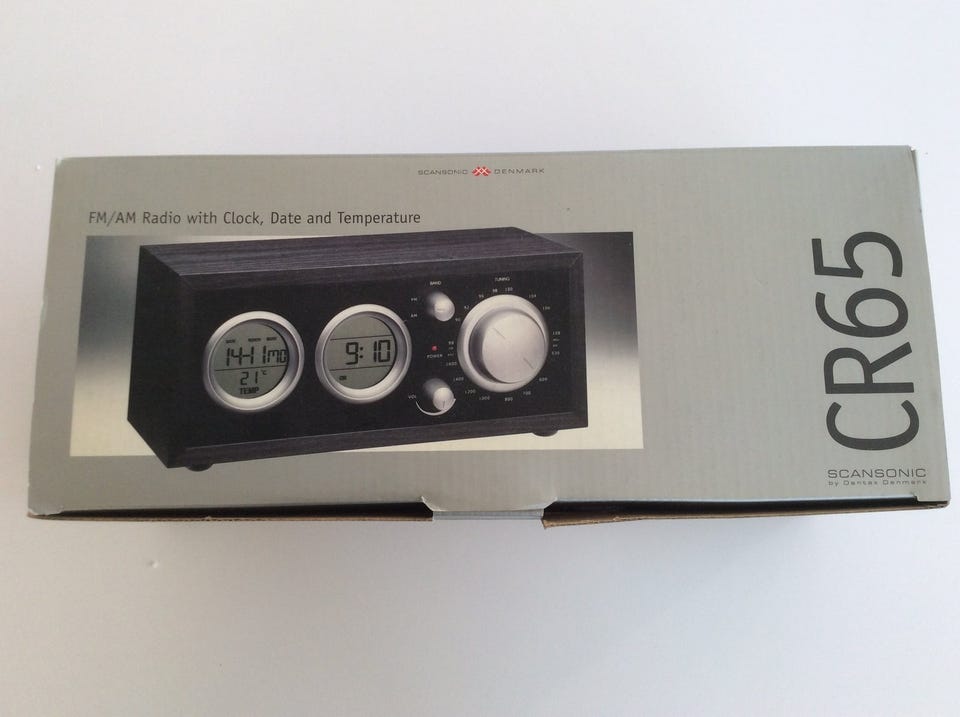 SCANSONIC DENMARK
FM/AM Radio with Clock, Date and Temperature
CR65
SCANSONIC
by Dantax Denmark
14-11 MO
21 °C
TEMP
9:10
BAND
FM
AM
POWER
VOL
TUNING